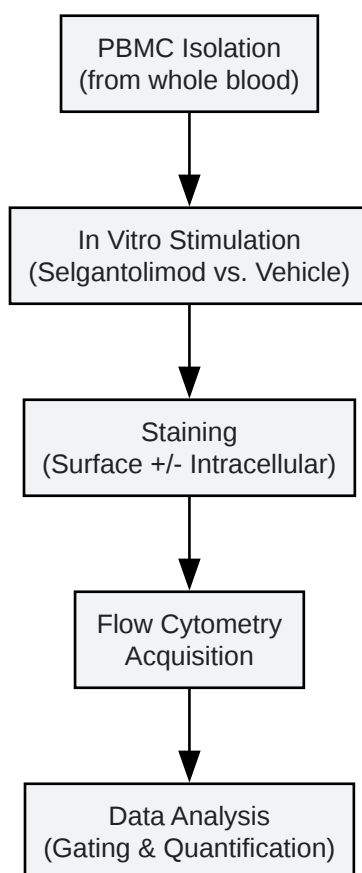 PBMC Isolation
(from whole blood)
In Vitro Stimulation
(Selgantolimod vs. Vehicle)
Staining
(Surface +/- Intracellular)
Flow Cytometry
Acquisition
Data Analysis
(Gating & Quantification)